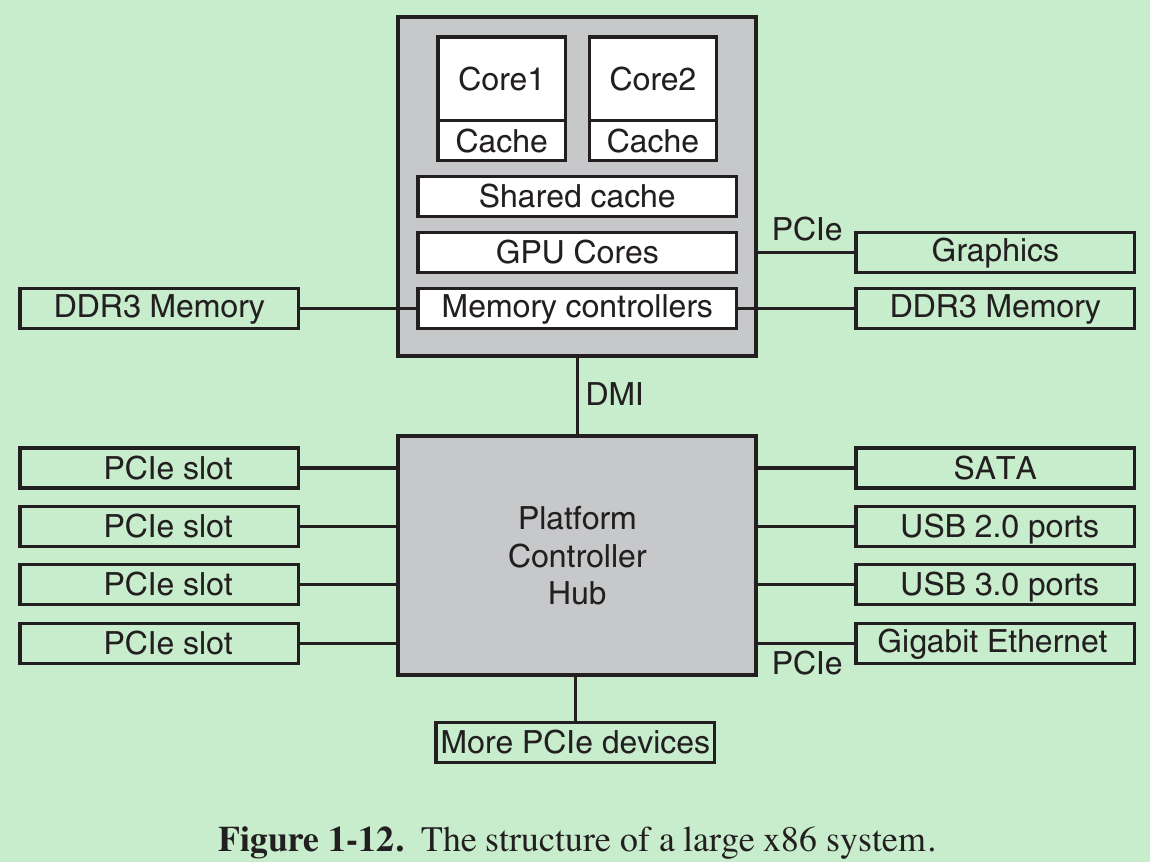 Core1
Core2
Cache
Cache
Shared cache
GPU Cores
PCIe
Graphics
DDR3 Memory
Memory controllers
DDR3 Memory
DMI
PCIe slot
PCIe slot
PCIe slot
PCIe slot
Platform
Controller
Hub
SATA
USB 2.0 ports
USB 3.0 ports
Gigabit Ethernet
PCIe
More PCIe devices
Figure 1-12. The structure of a large x86 system.